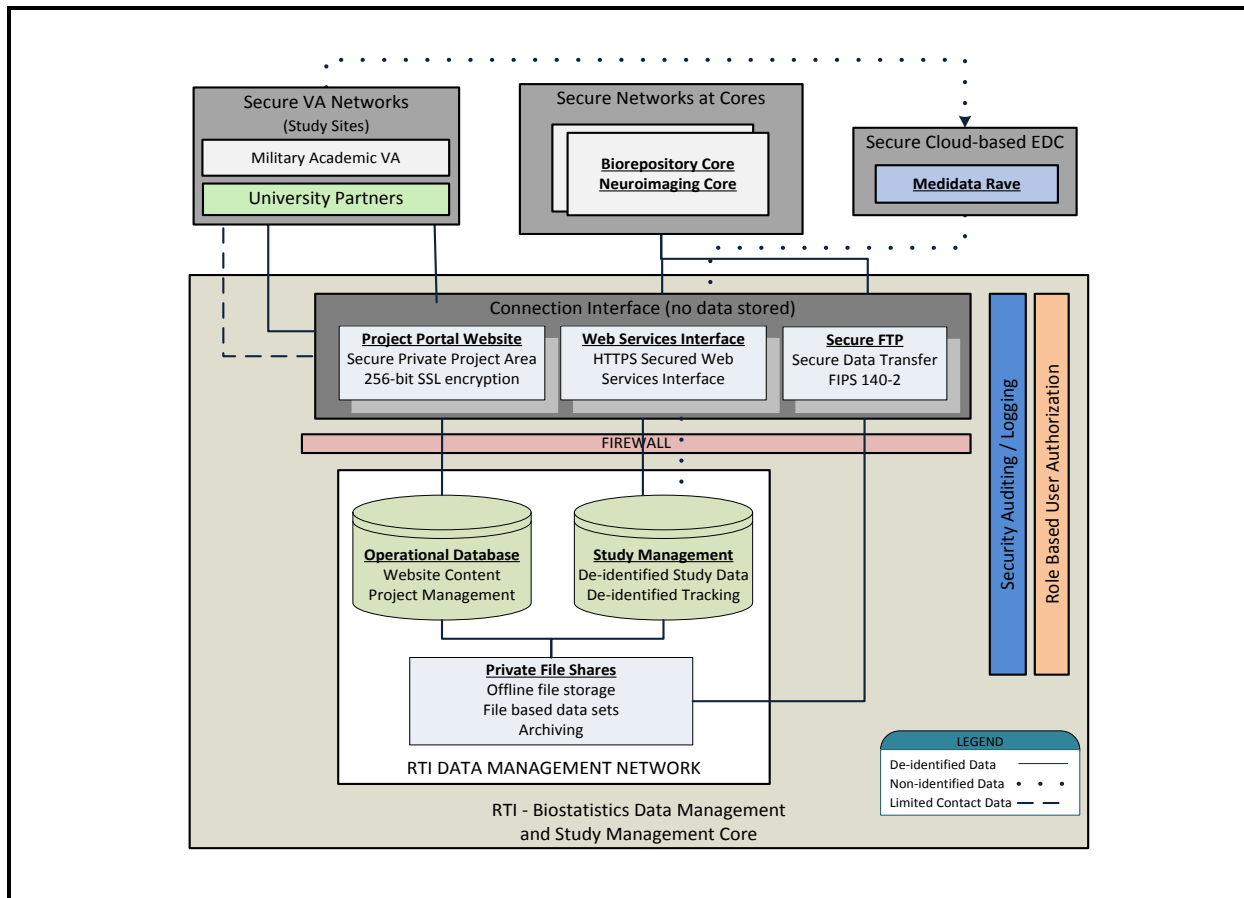 Secure VA Networks
(Study Sites)
Military Academic VA
University Partners
Secure Networks at Cores
Biorepository Core
Neuroimaging Core
Secure Cloud-based EDC
Medidata Rave
Connection Interface (no data stored)
Project Portal Website
Secure Private Project Area
256-bit SSL encryption
Web Services Interface
HTTPS Secured Web
Services Interface
Secure FTP
Secure Data Transfer
FIPS 140-2
FIREWALL
Operational Database
Website Content
Project Management
Study Management
De-identified Study Data
De-identified Tracking
Private File Shares
Offline file storage
File based data sets
Archiving
RTI DATA MANAGEMENT NETWORK
RTI - Biostatistics Data Management
and Study Management Core
Security Auditing / Logging
Role Based User Authorization
LEGEND
De-identified Data
Non-identified Data
Limited Contact Data